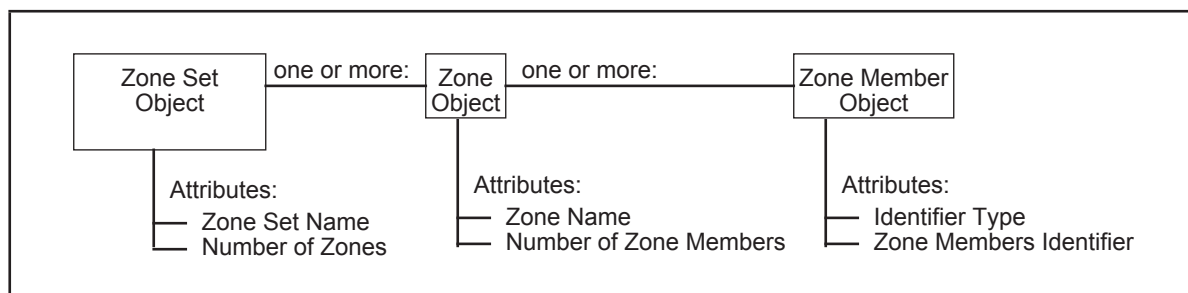 Zone Set
Object
one or more:
Zone
Object
one or more:
Zone Member
Object
Attributes:
Zone Set Name
Number of Zones
Attributes:
Zone Name
Number of Zone Members
Attributes:
Identifier Type
Zone Members Identifier